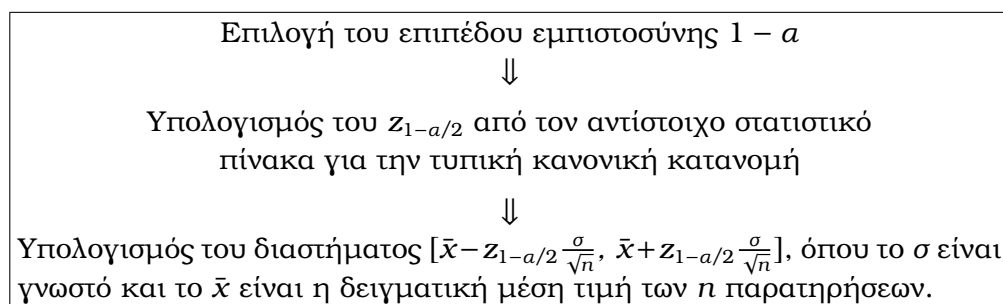 Επιλογή του επιπέδου εμπιστοσύνης 1 − α
⇓
Υπολογισμός του z_{1−α/2} από τον αντίστοιχο στατιστικό
πίνακα για την τυπική κανονική κατανομή
⇓
Υπολογισμός του διαστήματος [x̄−z_{1−α/2} σ/√n, x̄+z_{1−α/2} σ/√n], όπου το σ είναι
γνωστό και το x̄ είναι η δειγματική μέση τιμή των n παρατηρήσεων.